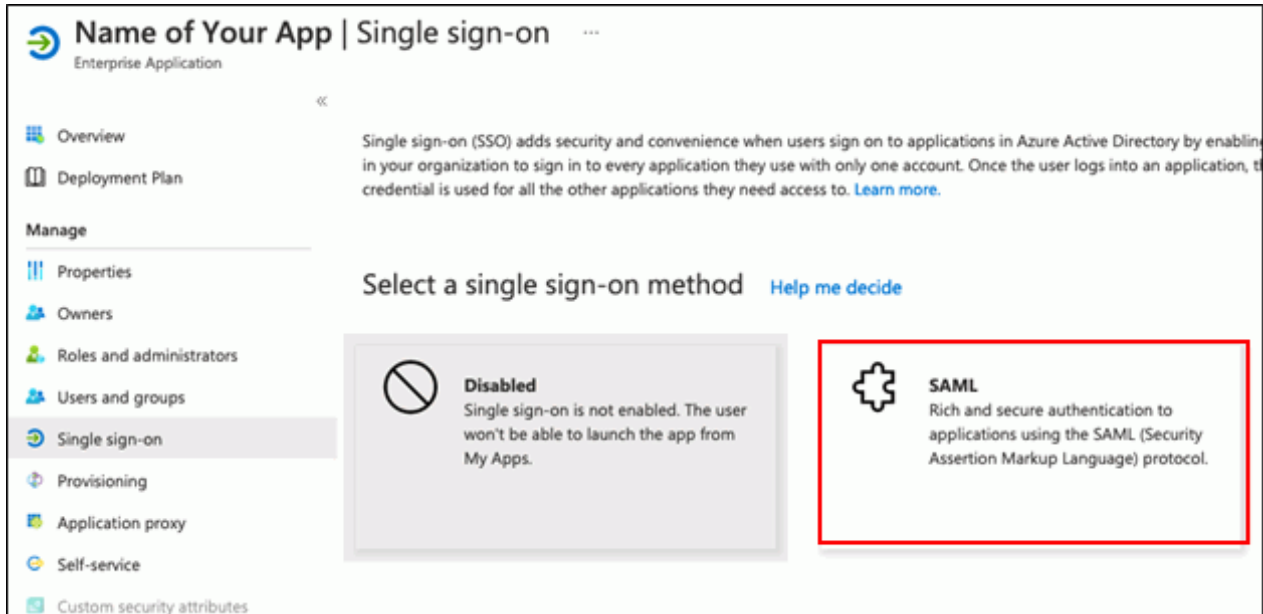 Name of Your App | Single sign-on ...
Enterprise Application
«
Overview
Deployment Plan
Manage
Properties
Owners
Roles and administrators
Users and groups
Single sign-on
Provisioning
Application proxy
Self-service
Custom security attributes
Single sign-on (SSO) adds security and convenience when users sign on to applications in Azure Active Directory by enabling
in your organization to sign in to every application they use with only one account. Once the user logs into an application,
credential is used for all the other applications they need access to. Learn more.
Select a single sign-on method Help me decide
Disabled
Single sign-on is not enabled. The user
won't be able to launch the app from
My Apps.
SAML
Rich and secure authentication to
applications using the SAML (Security
Assertion Markup Language) protocol.